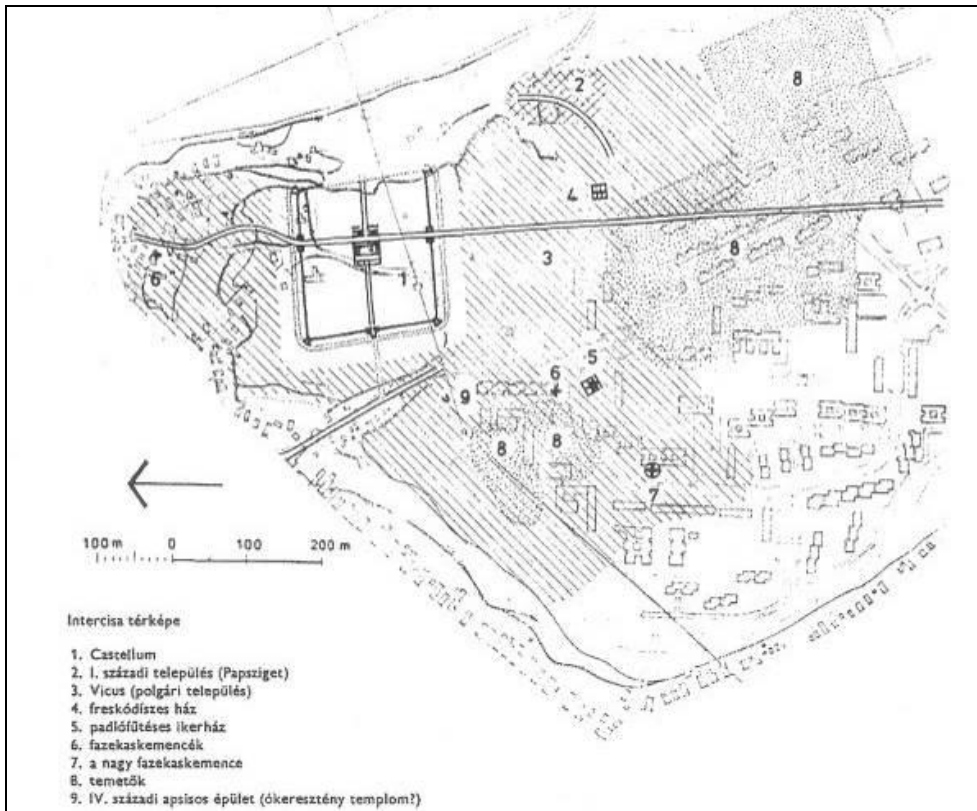 2
8
4
8
3
6
1
5
6
9
8
8
7
100 m 0 100 200 m
Intercisa térképe
1. Castellum
2. I. századi település (Papsziget)
3. Vicus (polgári település)
4. freskódíszes ház
5. padlófűtéses ikerház
6. fazekaskemencék
7. a nagy fazekaskemence
8. temetők
9. IV. századi apsisos épület (ókeresztény templom?)